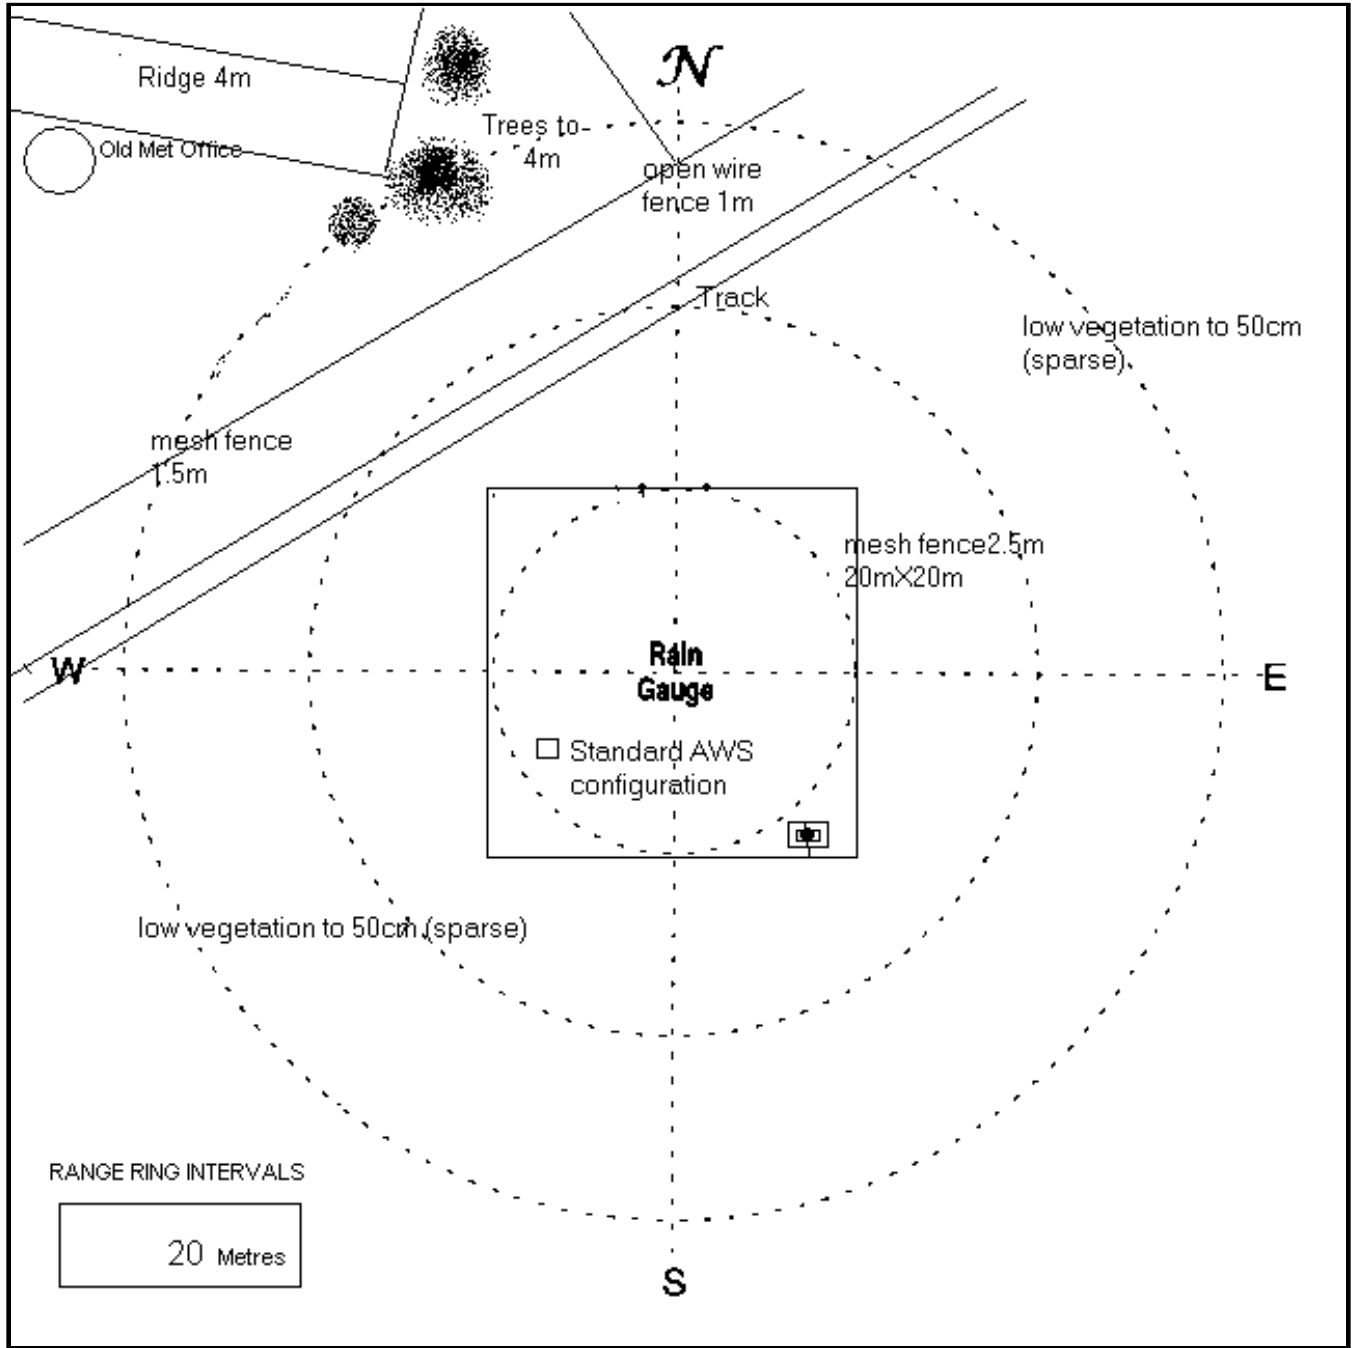 N
Ridge 4m
Old Met Office
Trees to
4m
open wire
fence 1m
Track
low vegetation to 50cm
(sparse)
mesh fence
1.5m
mesh fence2.5m
20mX20m
W
Rain
Gauge
E
Standard AWS
configuration
low vegetation to 50cm (sparse)
RANGE RING INTERVALS
20 Metres
S